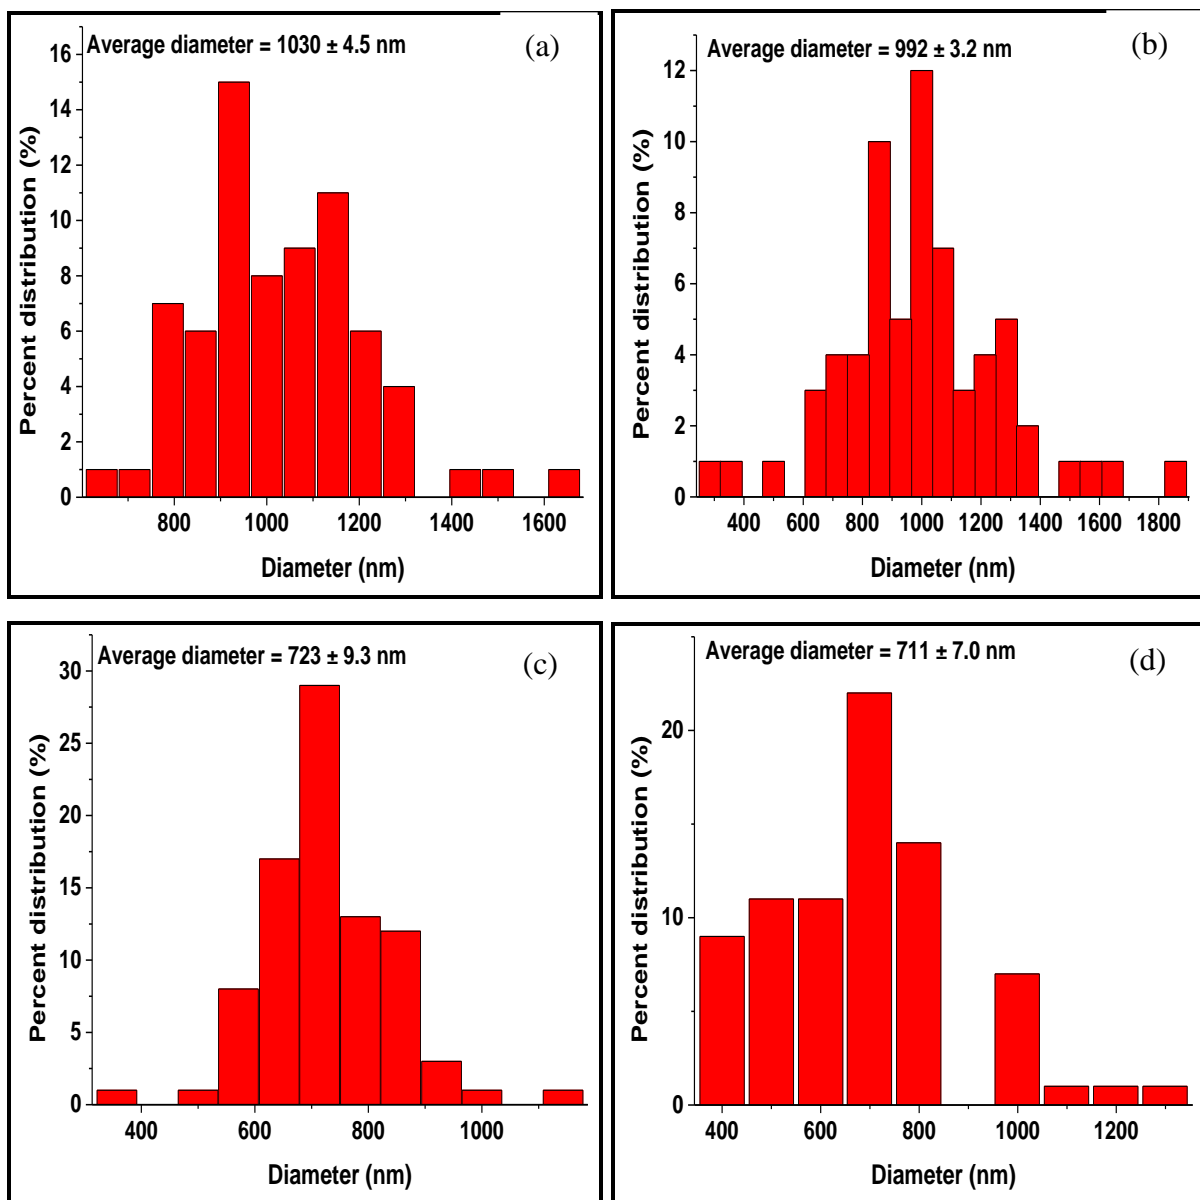 Average diameter = 1030 ± 4.5 nm
(a)
16
14
12
10
8
6
4
2
0
Percent distribution (%)
800 1000 1200 1400 1600
Diameter (nm)
Average diameter = 992 ± 3.2 nm
(b)
12
10
8
6
4
2
0
Percent distribution (%)
400 600 800 1000 1200 1400 1600 1800
Diameter (nm)
Average diameter = 723 ± 9.3 nm
(c)
30
25
20
15
10
5
0
Percent distribution (%)
400 600 800 1000
Diameter (nm)
Average diameter = 711 ± 7.0 nm
(d)
20
10
0
Percent distribution (%)
400 600 800 1000 1200
Diameter (nm)